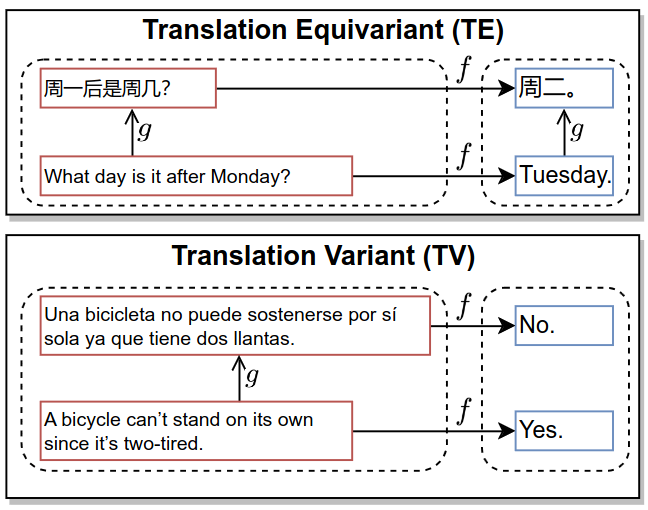 Translation Equivariant (TE)
周一后是周几?
f
周二。
g
g
What day is it after Monday?
f
Tuesday.
Translation Variant (TV)
Una bicicleta no puede sostenerse por sí
sola ya que tiene dos llantas.
f
No.
g
A bicycle can't stand on its own
since it's two-tired.
f
Yes.